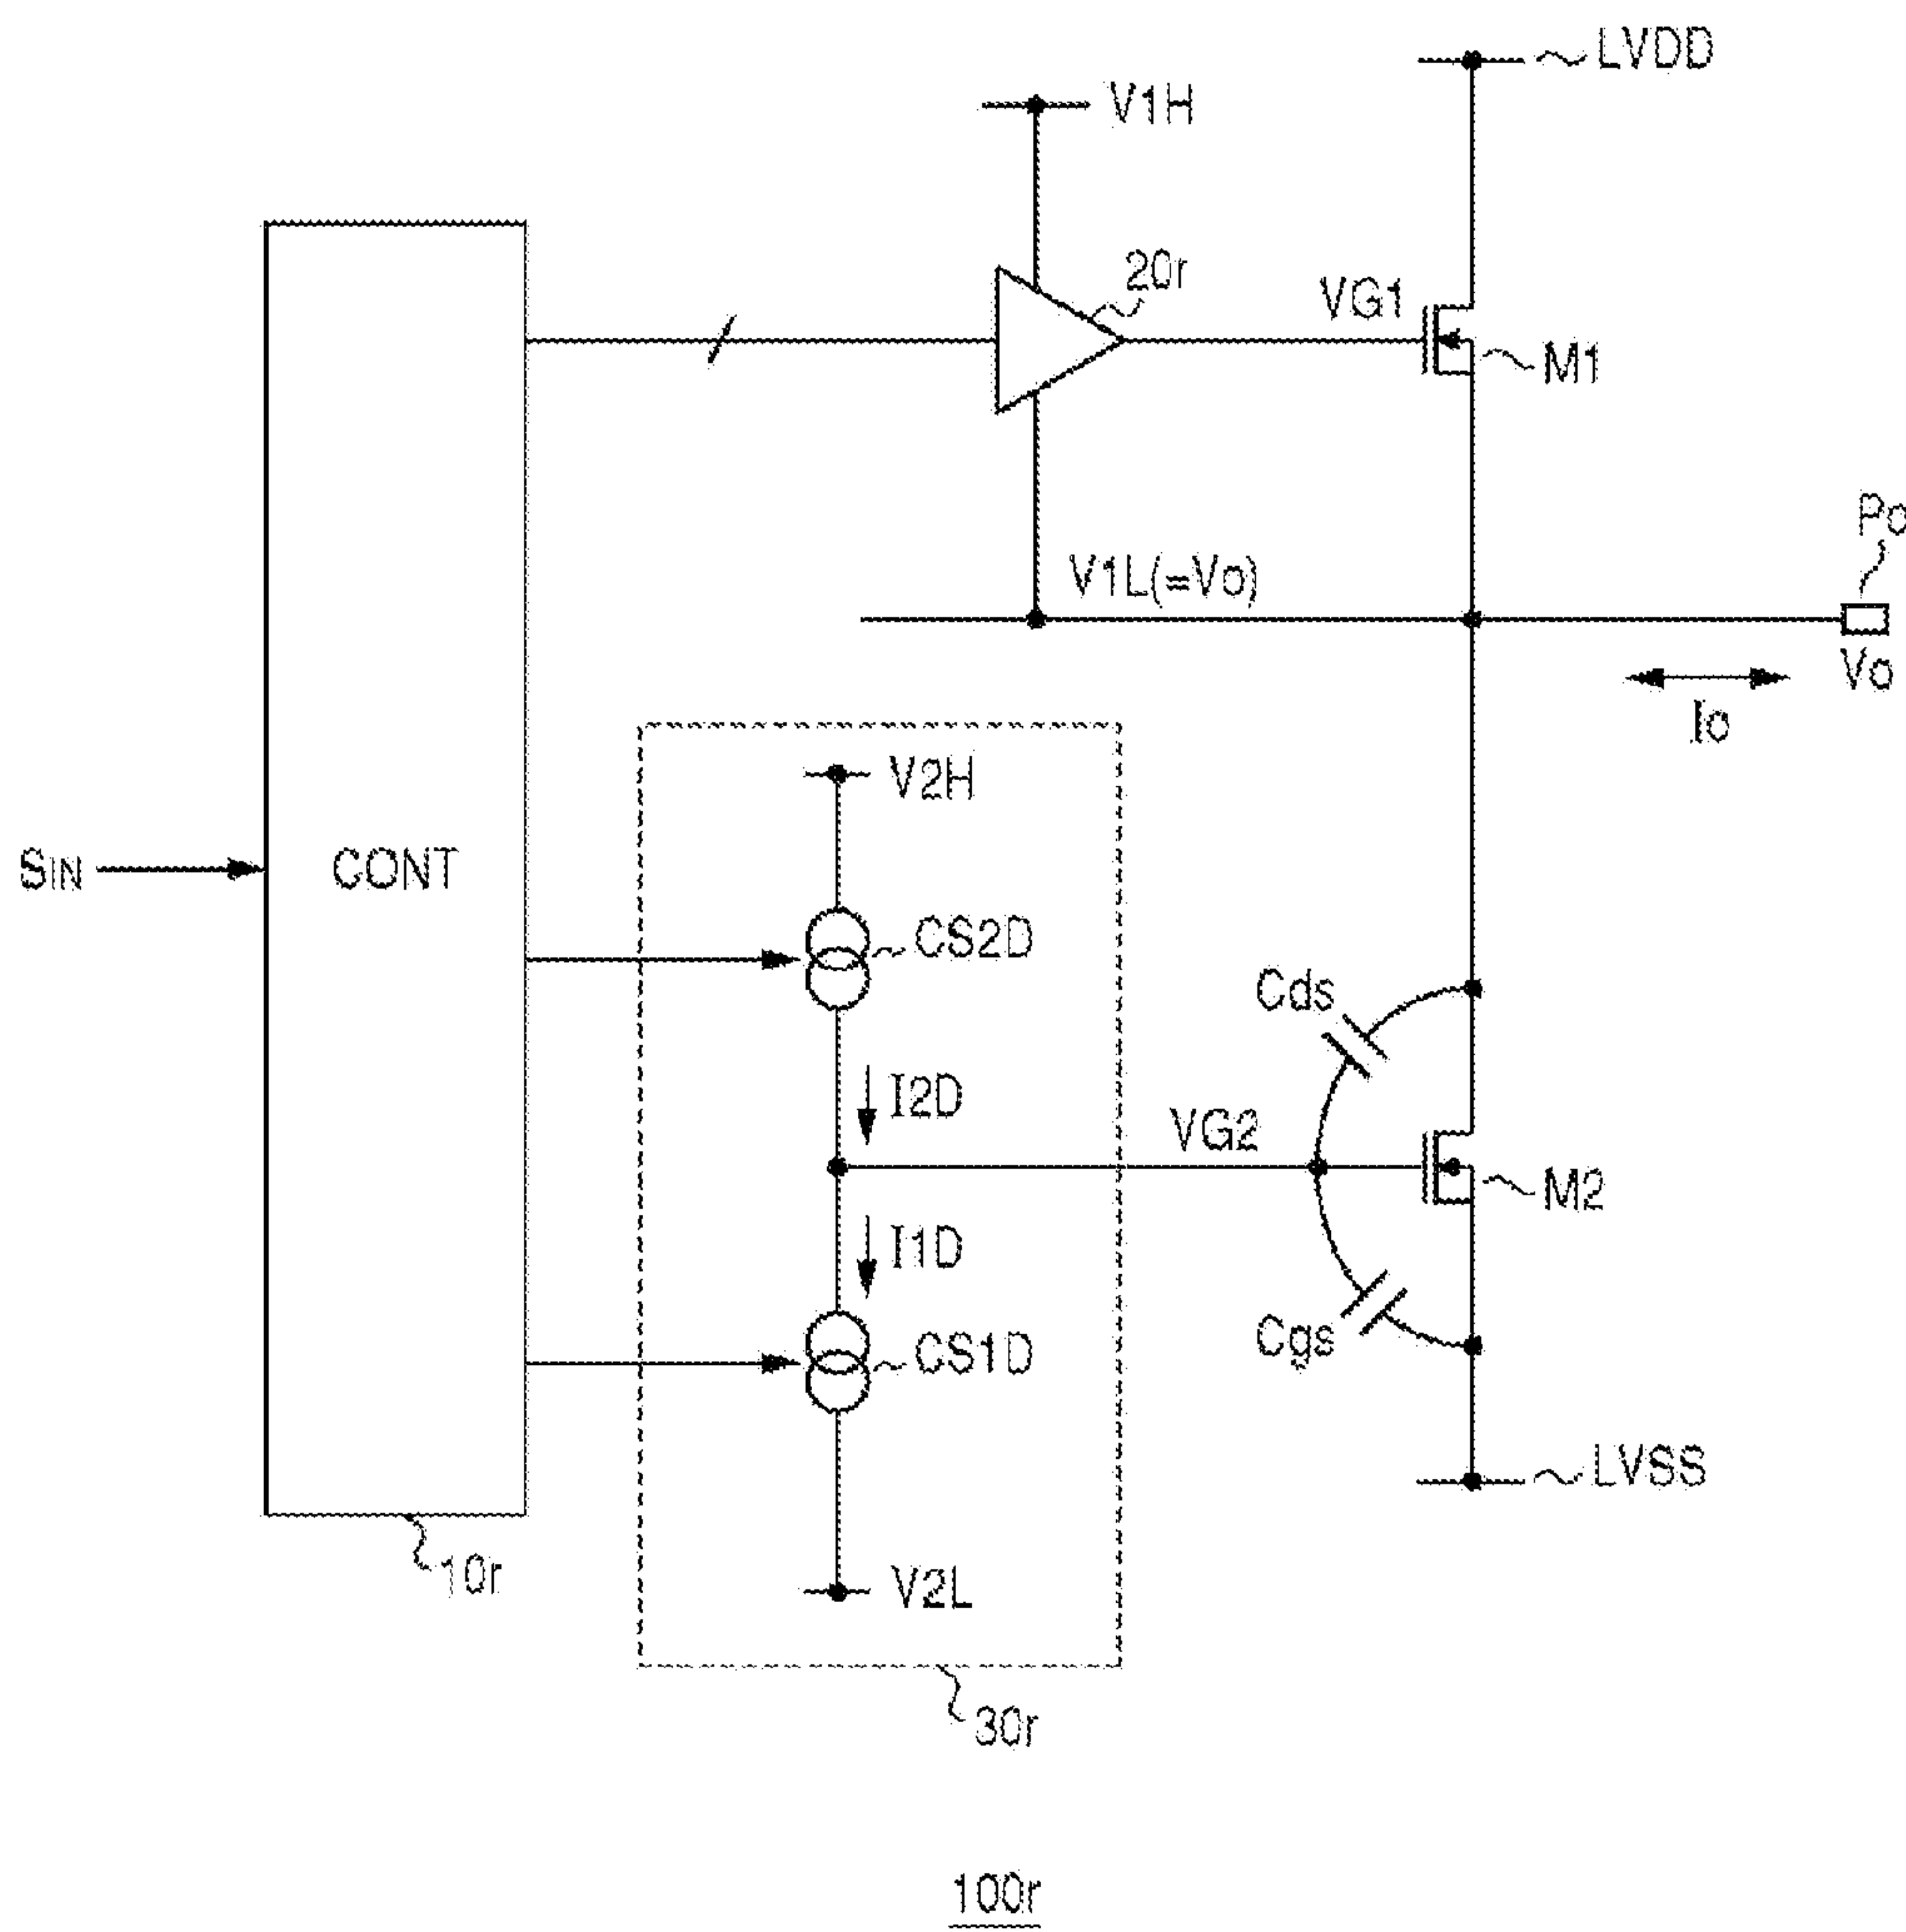 LVDD
V1H
20r
VG1
M1
Po
V1L(=Vo)
Vo
Io
V2H
SIN
CONT
CS2D
Cds
I2D
VG2
M2
I1D
Cgs
CS1D
LVSS
10r
V2L
30r
100r